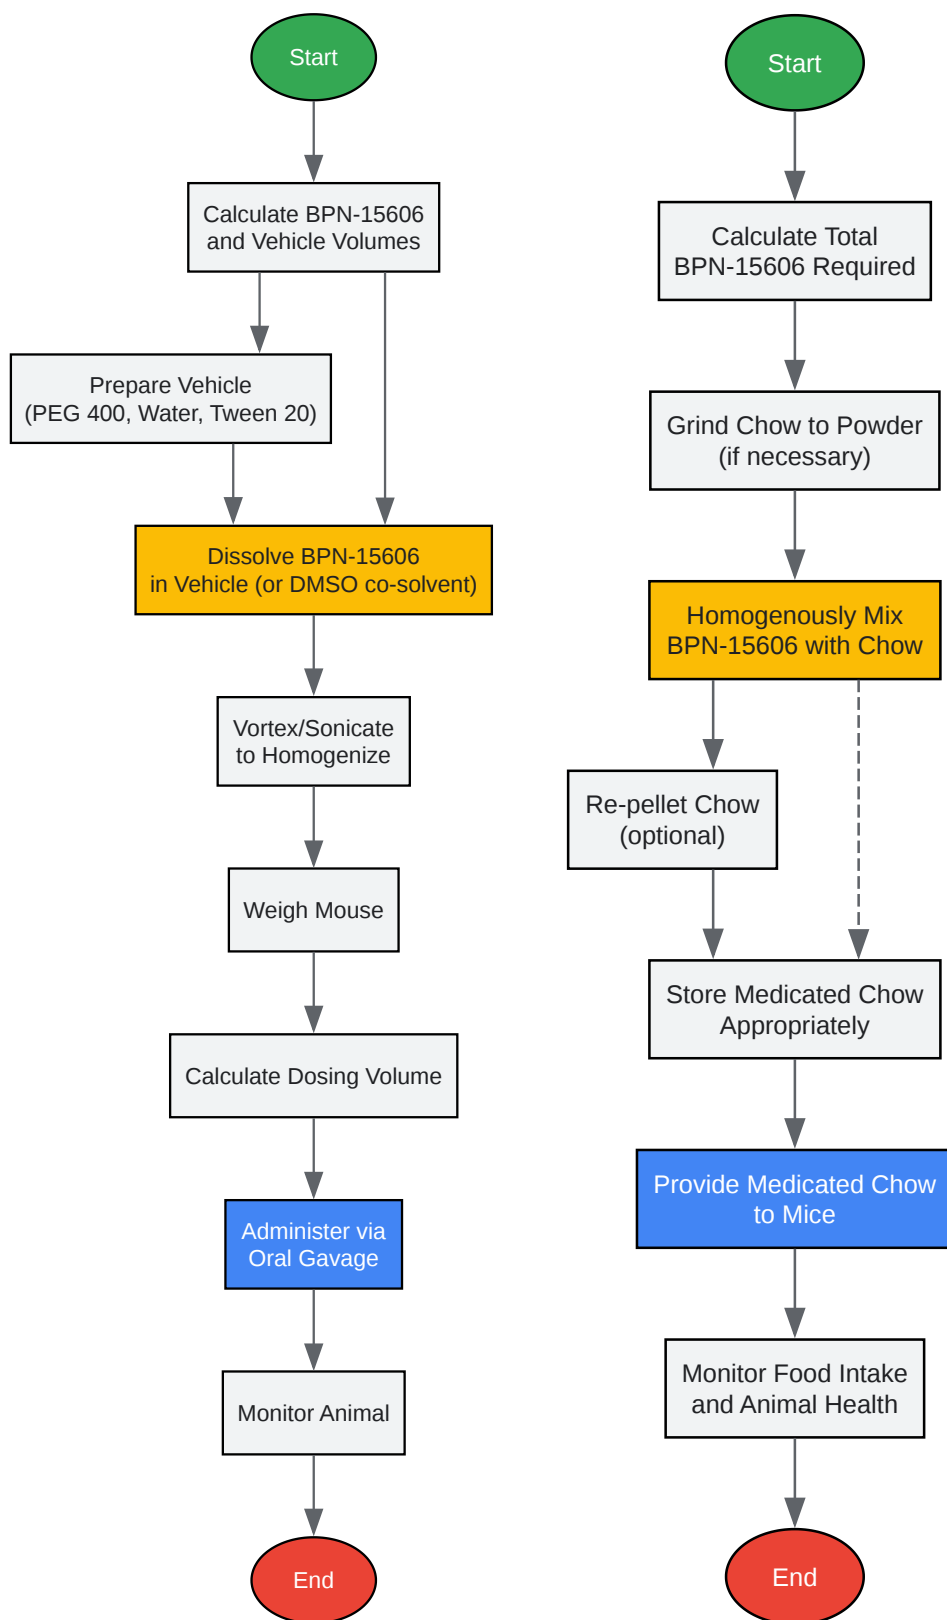 Start
Calculate BPN-15606
and Vehicle Volumes
Prepare Vehicle
(PEG 400, Water, Tween 20)
Dissolve BPN-15606
in Vehicle (or DMSO co-solvent)
Vortex/Sonicate
to Homogenize
Weigh Mouse
Calculate Dosing Volume
Administer via
Oral Gavage
Monitor Animal
End
Start
Calculate Total
BPN-15606 Required
Grind Chow to Powder
(if necessary)
Homogenously Mix
BPN-15606 with Chow
Re-pellet Chow
(optional)
Store Medicated Chow
Appropriately
Provide Medicated Chow
to Mice
Monitor Food Intake
and Animal Health
End